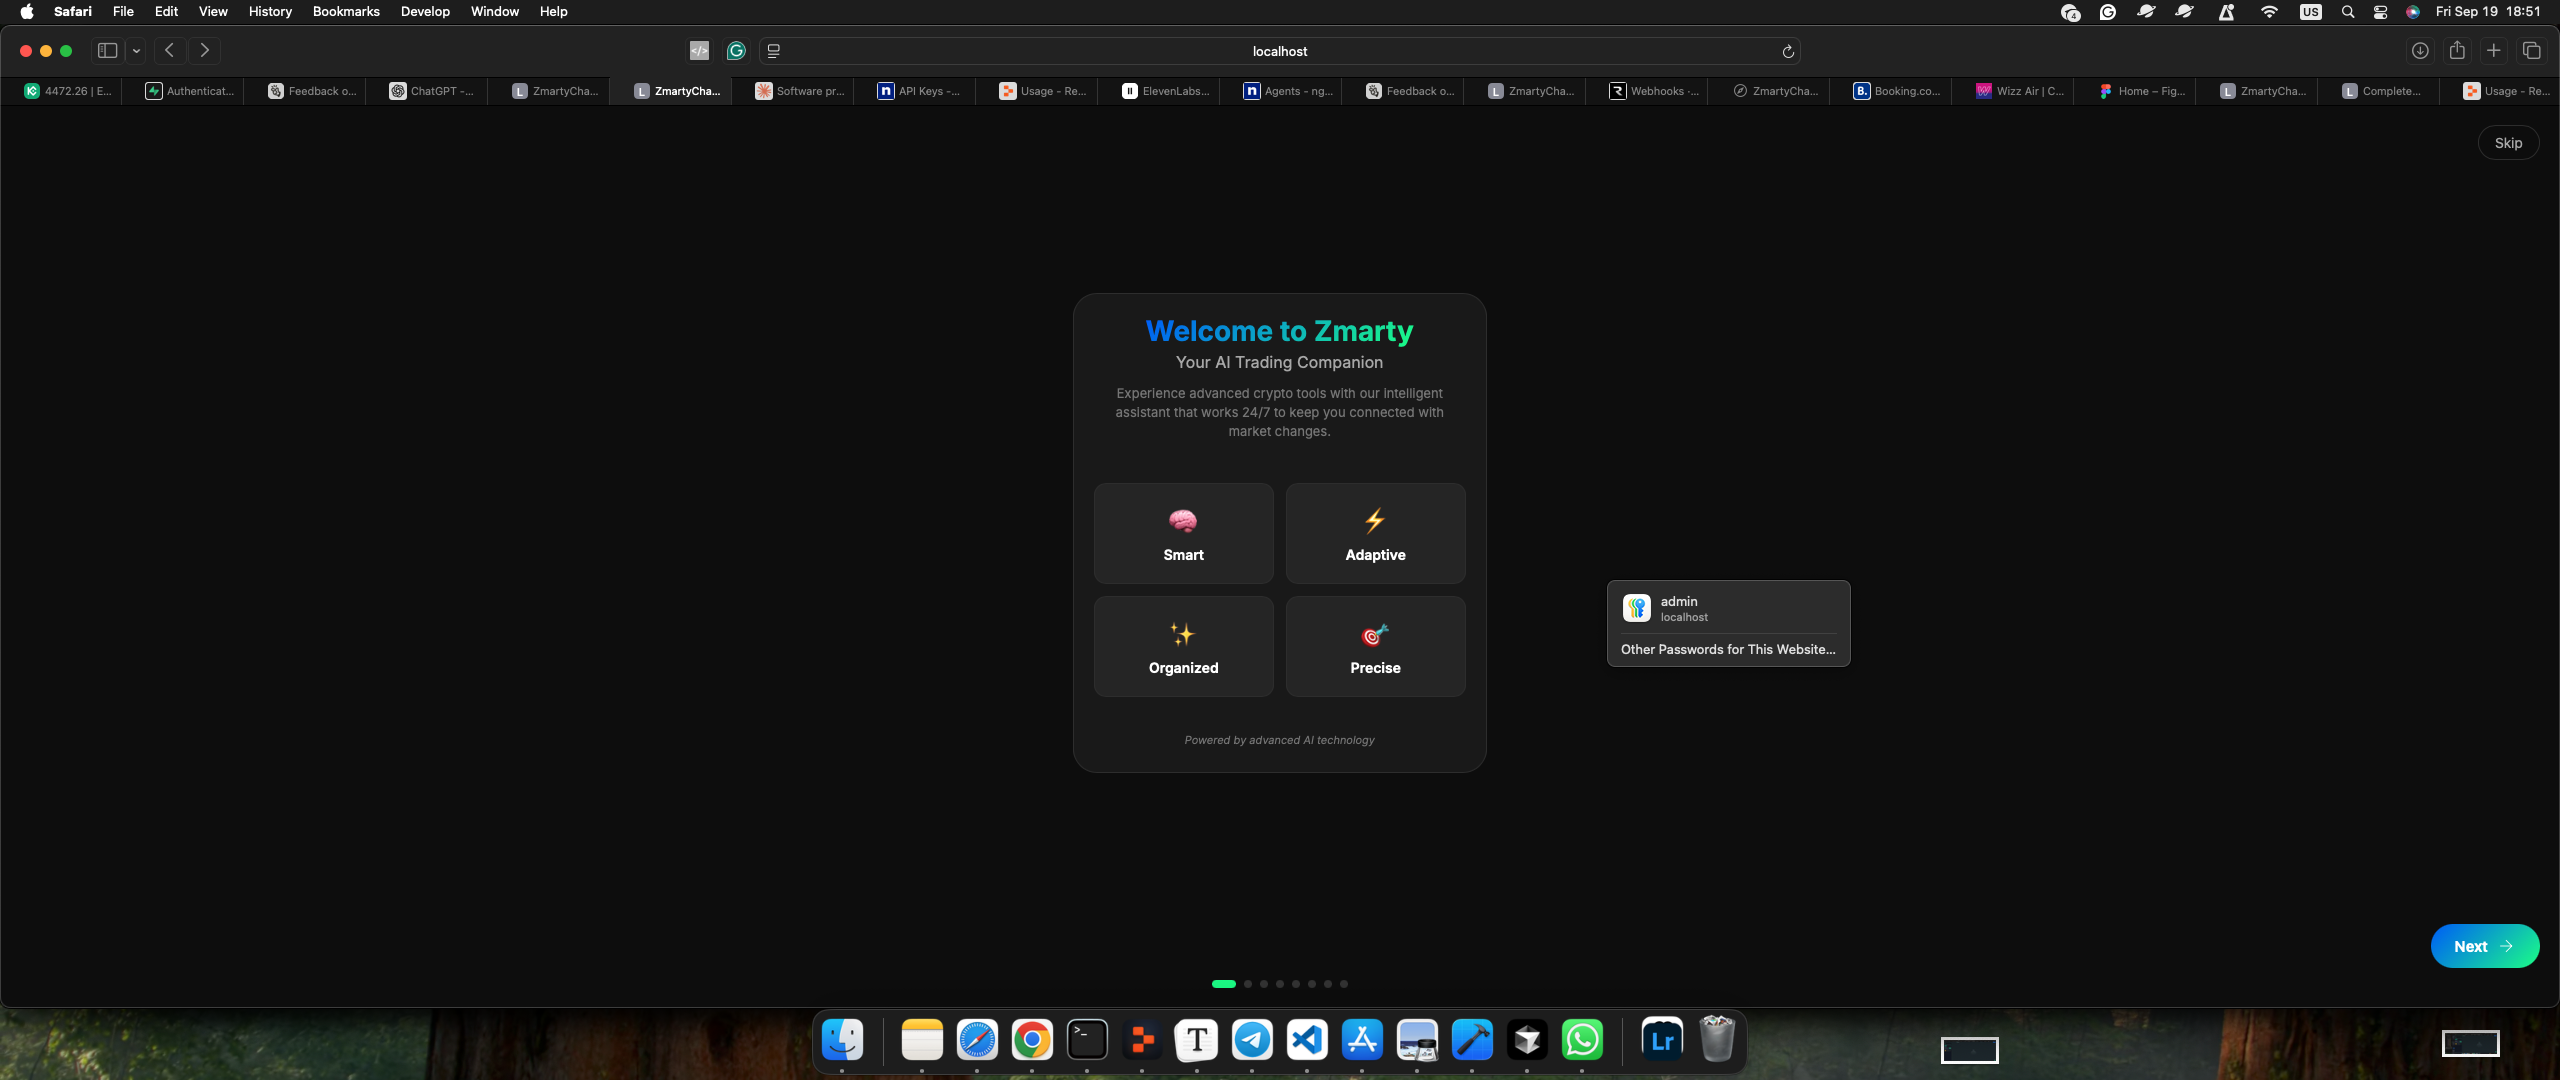 Safari File Edit View History Bookmarks Develop Window Help
4 US Fri Sep 19 18:51
localhost
4472.26 | E...
Authenticat...
Feedback o...
ChatGPT -...
L ZmartyCha...
L ZmartyCha...
Software pr...
n API Keys -...
Usage - Re...
ElevenLabs...
n Agents - ng...
Feedback o...
L ZmartyCha...
R Webhooks ·...
ZmartyCha...
B. Booking.co...
W Wizz Air | C...
Home – Fig...
L ZmartyCha...
L Complete...
Usage - Re...
Skip
Welcome to Zmarty
Your AI Trading Companion
Experience advanced crypto tools with our intelligent
assistant that works 24/7 to keep you connected with
market changes.
Smart
Adaptive
Organized
Precise
Powered by advanced AI technology
admin
localhost
Other Passwords for This Website...
Next →
T
Lr